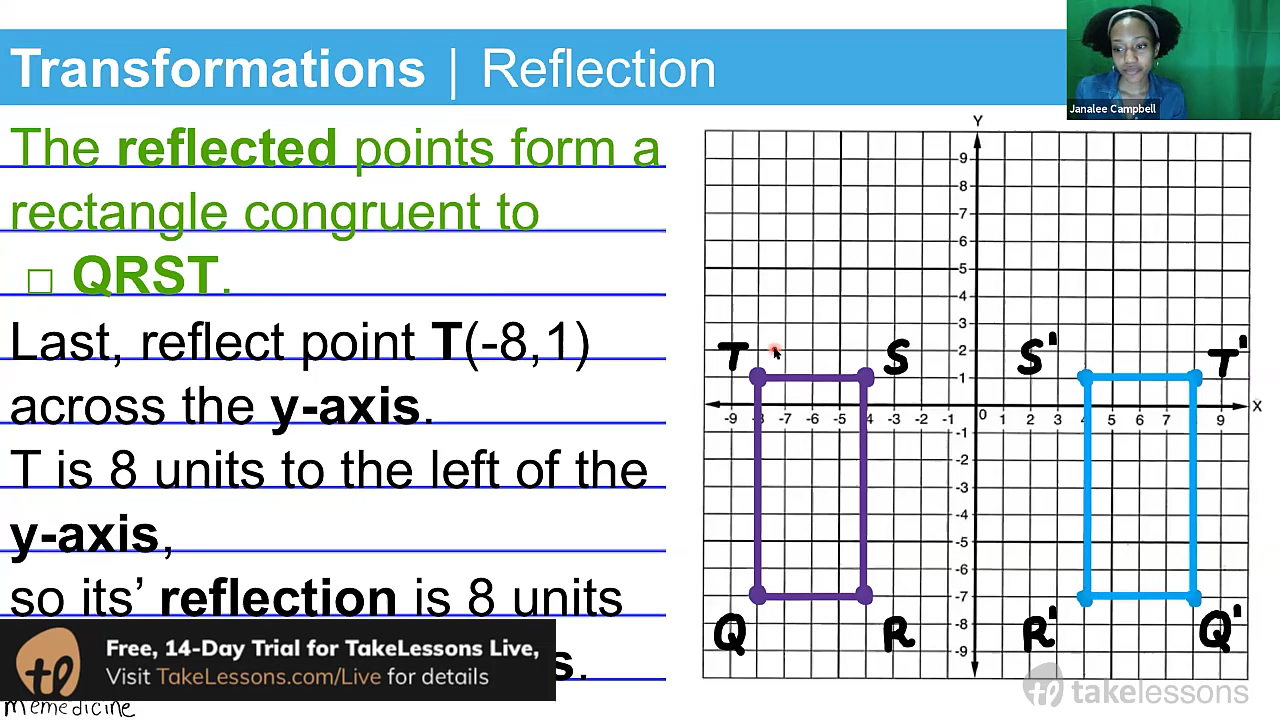 Transformations | Reflection
Janalee Campbell
The reflected points form a
rectangle congruent to
□ QRST.
Last, reflect point T(-8,1)
across the y-axis.
T is 8 units to the left of the
y-axis,
so its’ reflection is 8 units
s.
Free, 14-Day Trial for TakeLessons Live,
Visit TakeLessons.com/Live for details
memedicine
Y
9
8
7
6
5
4
3
2
1
T S S' T'
X
-9 -8 -7 -6 -5 -4 -3 -2 -1 0 1 2 3 4 5 6 7 9
-1
-2
-3
-4
-5
-6
-7
-8
-9
Q R R' Q'
takelessons